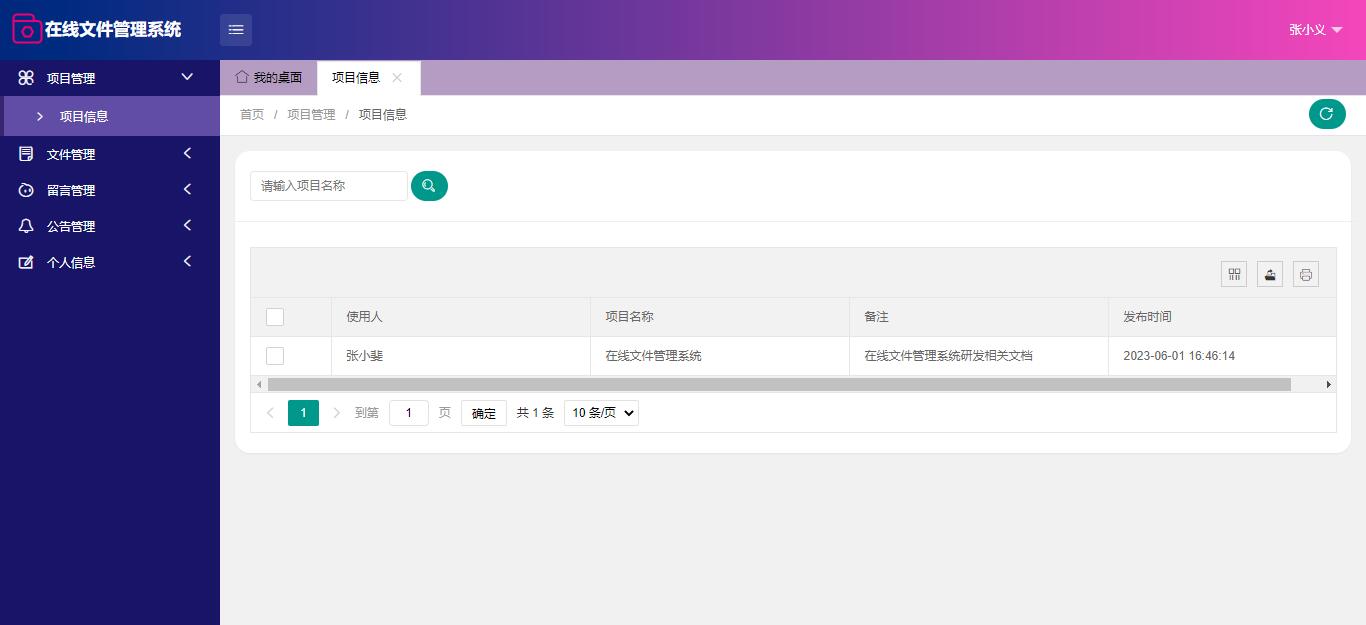 在线文件管理系统
张小义
项目管理
项目信息
文件管理
留言管理
公告管理
个人信息
我的桌面
项目信息
首页 / 项目管理 / 项目信息
请输入项目名称
使用人 项目名称 备注 发布时间
张小斐 在线文件管理系统 在线文件管理系统研发相关文档 2023-06-01 16:46:14
1 到第 1 页 确定 共 1 条 10 条/页